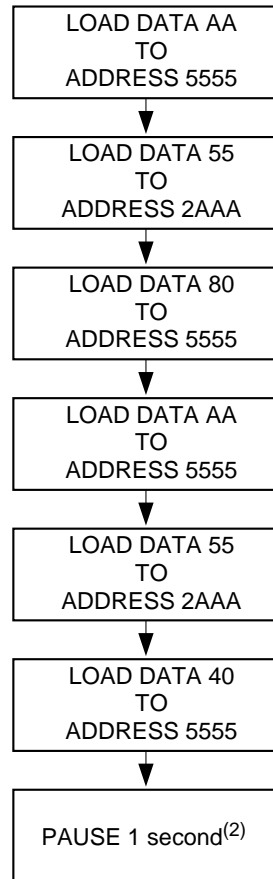 LOAD DATA AA
TO
ADDRESS 5555
LOAD DATA 55
TO
ADDRESS 2AAA
LOAD DATA 80
TO
ADDRESS 5555
LOAD DATA AA
TO
ADDRESS 5555
LOAD DATA 55
TO
ADDRESS 2AAA
LOAD DATA 40
TO
ADDRESS 5555
PAUSE 1 second(2)